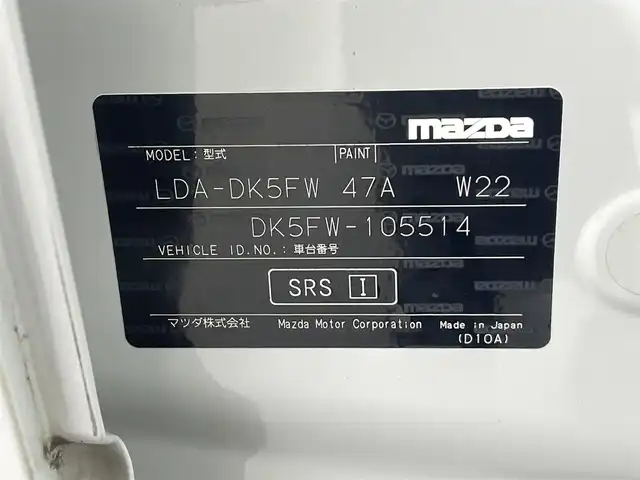 mazda
MODEL: 型式 PAINT
LDA-DK5FW 47A W22
DK5FW-105514
VEHICLE ID.NO.: 車台番号
SRS I
マツダ株式会社 Mazda Motor Corporation Made in Japan
(D10A)